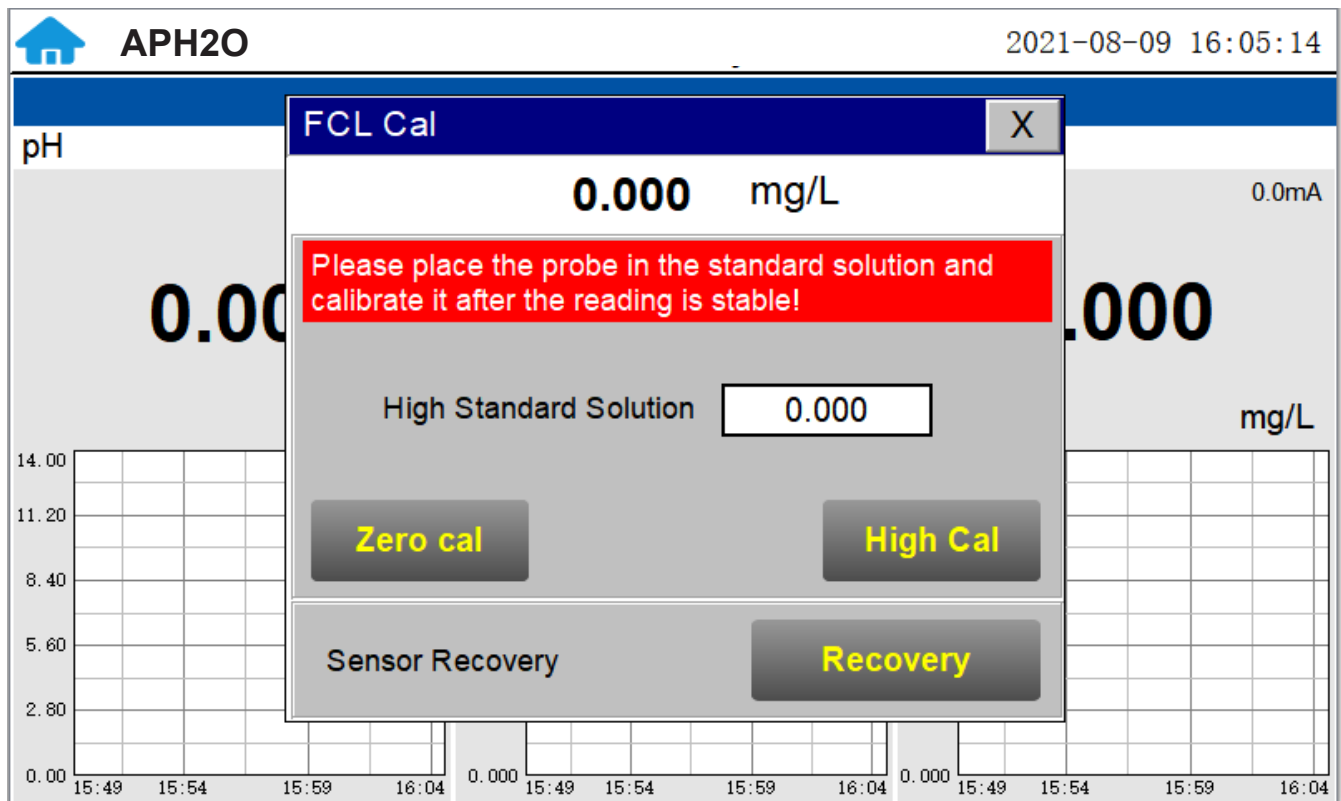 APH2O
2021-08-09 16:05:14
FCL Cal
X
pH
0.000 mg/L
0.0mA
Please place the probe in the standard solution and
calibrate it after the reading is stable!
0.00
.000
High Standard Solution 0.000
mg/L
14.00
11.20
Zero cal
High Cal
8.40
5.60
Sensor Recovery
Recovery
2.80
0.00
15:49 15:54 15:59 16:04
0.000
15:49 15:54 15:59 16:04
0.000
15:49 15:54 15:59 16:04